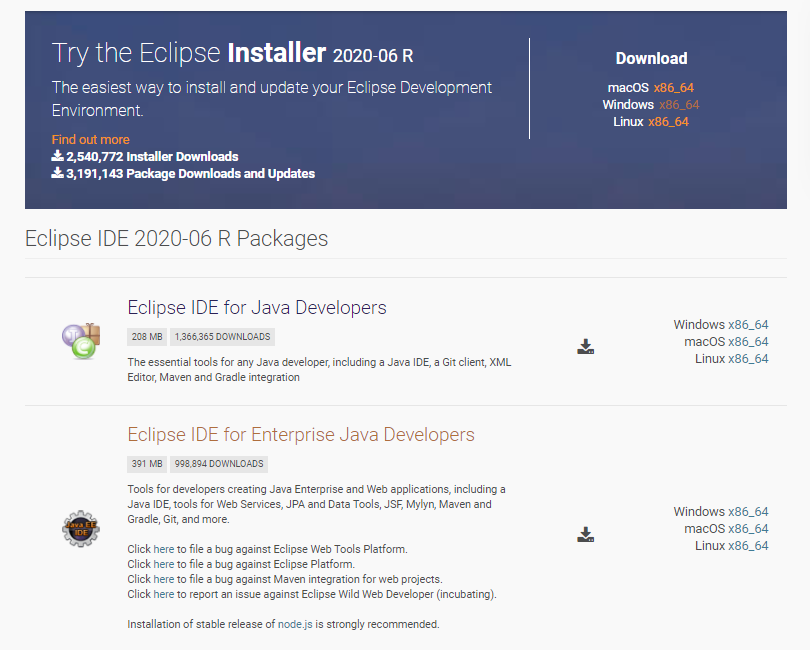 Try the Eclipse Installer 2020-06 R
The easiest way to install and update your Eclipse Development
Environment.
Find out more
2,540,772 Installer Downloads
3,191,143 Package Downloads and Updates
Download
macOS x86_64
Windows x86_64
Linux x86_64
Eclipse IDE 2020-06 R Packages
Eclipse IDE for Java Developers
208 MB 1,366,365 DOWNLOADS
The essential tools for any Java developer, including a Java IDE, a Git client, XML
Editor, Maven and Gradle integration
Windows x86_64
macOS x86_64
Linux x86_64
Eclipse IDE for Enterprise Java Developers
391 MB 998,894 DOWNLOADS
Tools for developers creating Java Enterprise and Web applications, including a
Java IDE, tools for Web Services, JPA and Data Tools, JSF, Mylyn, Maven and
Gradle, Git, and more.
Click here to file a bug against Eclipse Web Tools Platform.
Click here to file a bug against Eclipse Platform.
Click here to file a bug against Maven integration for web projects.
Click here to report an issue against Eclipse Wild Web Developer (incubating).
Installation of stable release of node.js is strongly recommended.
Java EE
IDE
Windows x86_64
macOS x86_64
Linux x86_64